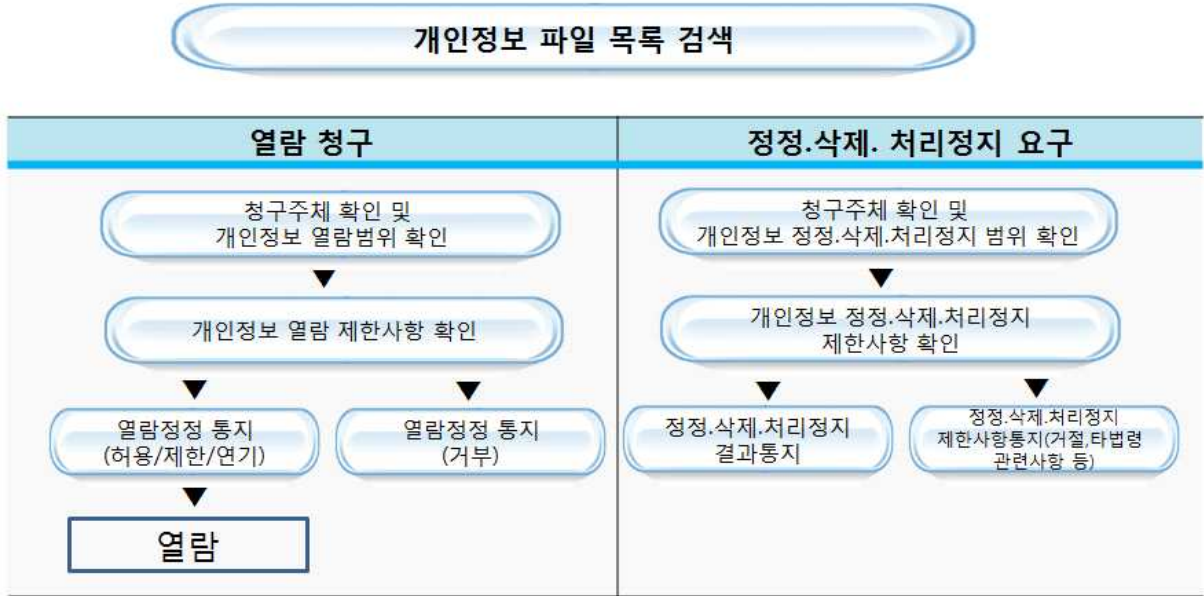 개인정보 파일 목록 검색
열람 청구
청구주체 확인 및
개인정보 열람범위 확인
개인정보 열람 제한사항 확인
열람정정 통지
(허용/제한/연기)
열람정정 통지
(거부)
열람
정정.삭제. 처리정지 요구
청구주체 확인 및
개인정보 정정.삭제.처리정지 범위 확인
개인정보 정정.삭제.처리정지
제한사항 확인
정정.삭제.처리정지
결과통지
정정.삭제.처리정지
제한사항통지(거절,타법령
관련사항 등)